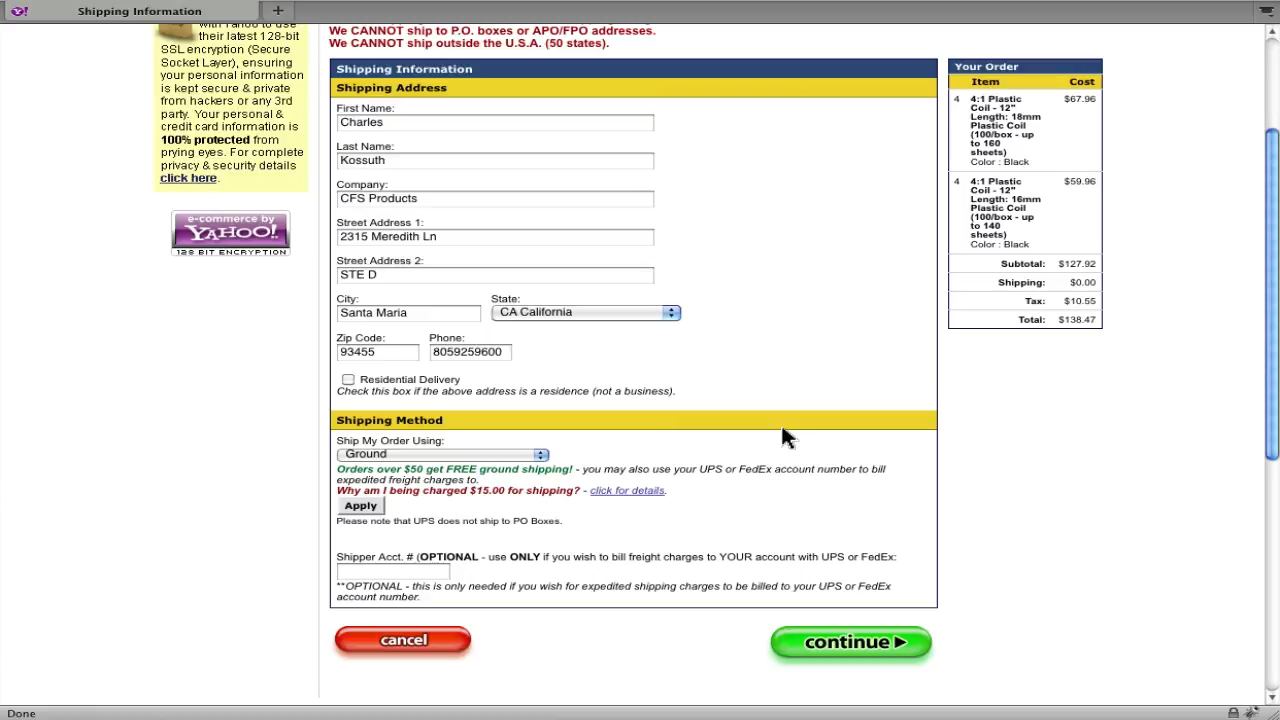 Shipping Information
with Yahoo to use
their latest 128-bit
SSL encryption (Secure
Socket Layer), ensuring
your personal information
is kept secure & private
from hackers or any 3rd
party. Your personal &
credit card information is
100% protected from
prying eyes. For complete
privacy & security details
click here.
e-commerce by
YAHOO!
128 BIT ENCRYPTION
We CANNOT ship to P.O. boxes or APO/FPO addresses.
We CANNOT ship outside the U.S.A. (50 states).
Shipping Information
Shipping Address
First Name:
Charles
Last Name:
Kossuth
Company:
CFS Products
Street Address 1:
2315 Meredith Ln
Street Address 2:
STE D
City: State:
Santa Maria CA California
Zip Code: Phone:
93455 8059259600
Residential Delivery
Check this box if the above address is a residence (not a business).
Shipping Method
Ship My Order Using:
Ground
Orders over $50 get FREE ground shipping! - you may also use your UPS or FedEx account number to bill
expedited freight charges to.
Why am I being charged $15.00 for shipping? - click for details.
Apply
Please note that UPS does not ship to PO Boxes.
Shipper Acct. # (OPTIONAL - use ONLY if you wish to bill freight charges to YOUR account with UPS or FedEx:
**OPTIONAL - this is only needed if you wish for expedited shipping charges to be billed to your UPS or FedEx
account number.
cancel
continue
Your Order
Item Cost
4 4:1 Plastic $67.96
Coil - 12"
Length: 18mm
Plastic Coil
(100/box - up
to 160
sheets)
Color : Black
4 4:1 Plastic $59.96
Coil - 12"
Length: 16mm
Plastic Coil
(100/box - up
to 140
sheets)
Color : Black
Subtotal: $127.92
Shipping: $0.00
Tax: $10.55
Total: $138.47
Done